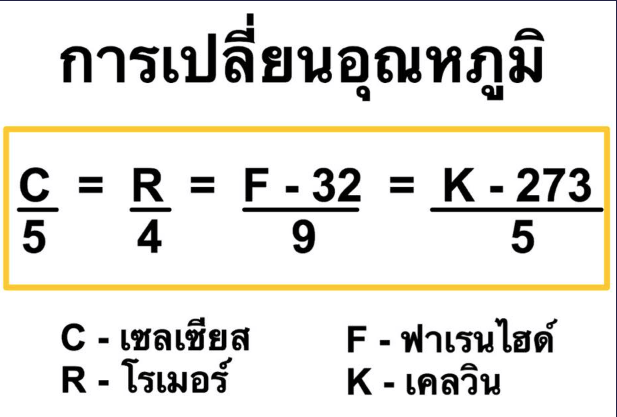 การเปลี่ยนอุณหภูมิ
C/5 = R/4 = F - 32/9 = K - 273/5
C - เซลเซียส F - ฟาเรนไฮด์
R - โรเมอร์ K - เคลวิน